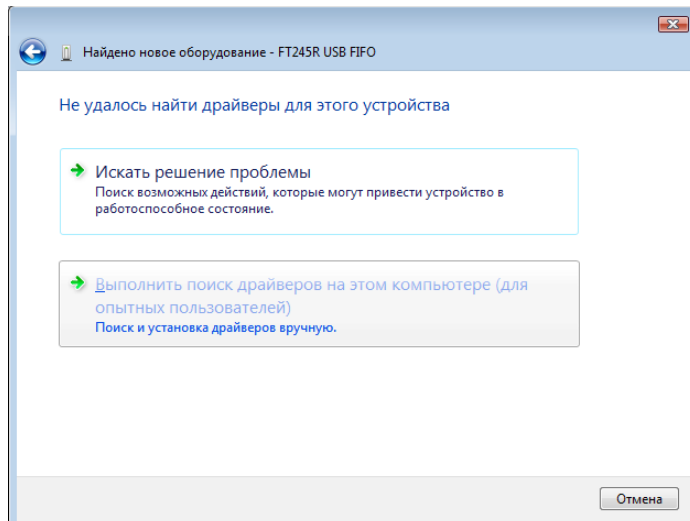 Найдено новое оборудование - FT245R USB FIFO
Не удалось найти драйверы для этого устройства
Искать решение проблемы
Поиск возможных действий, которые могут привести устройство в
работоспособное состояние.
Выполнить поиск драйверов на этом компьютере (для
опытных пользователей)
Поиск и установка драйверов вручную.
Отмена